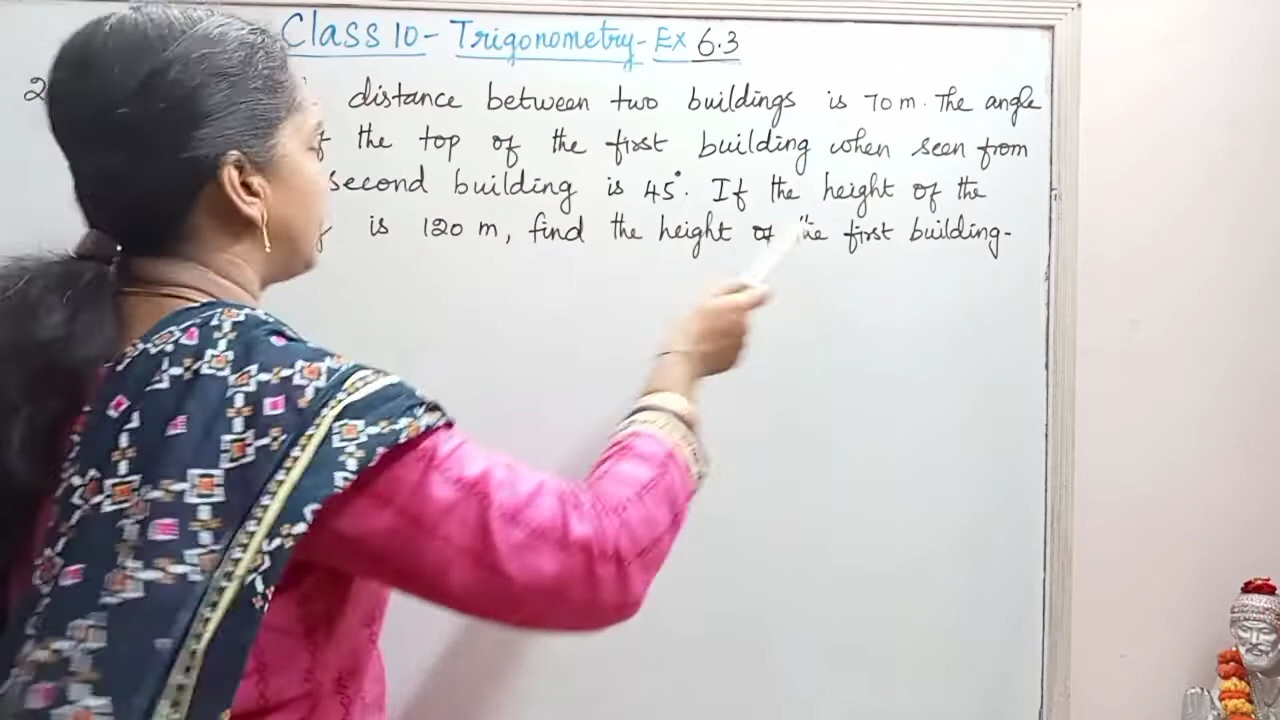 Class 10 - Trigonometry - Ex 6.3
2 distance between two buildings is 70 m. The angle
the top of the first building when seen from
second building is 45°. If the height of the
is 120 m, find the height of the first building.